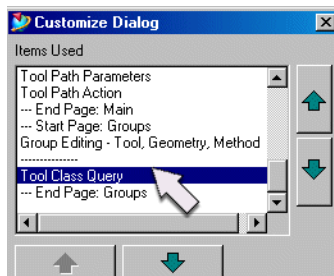 Customize Dialog
Items Used
Tool Path Parameters
Tool Path Action
--- End Page: Main
--- Start Page: Groups
Group Editing - Tool, Geometry, Method
---------------
Tool Class Query
--- End Page: Groups